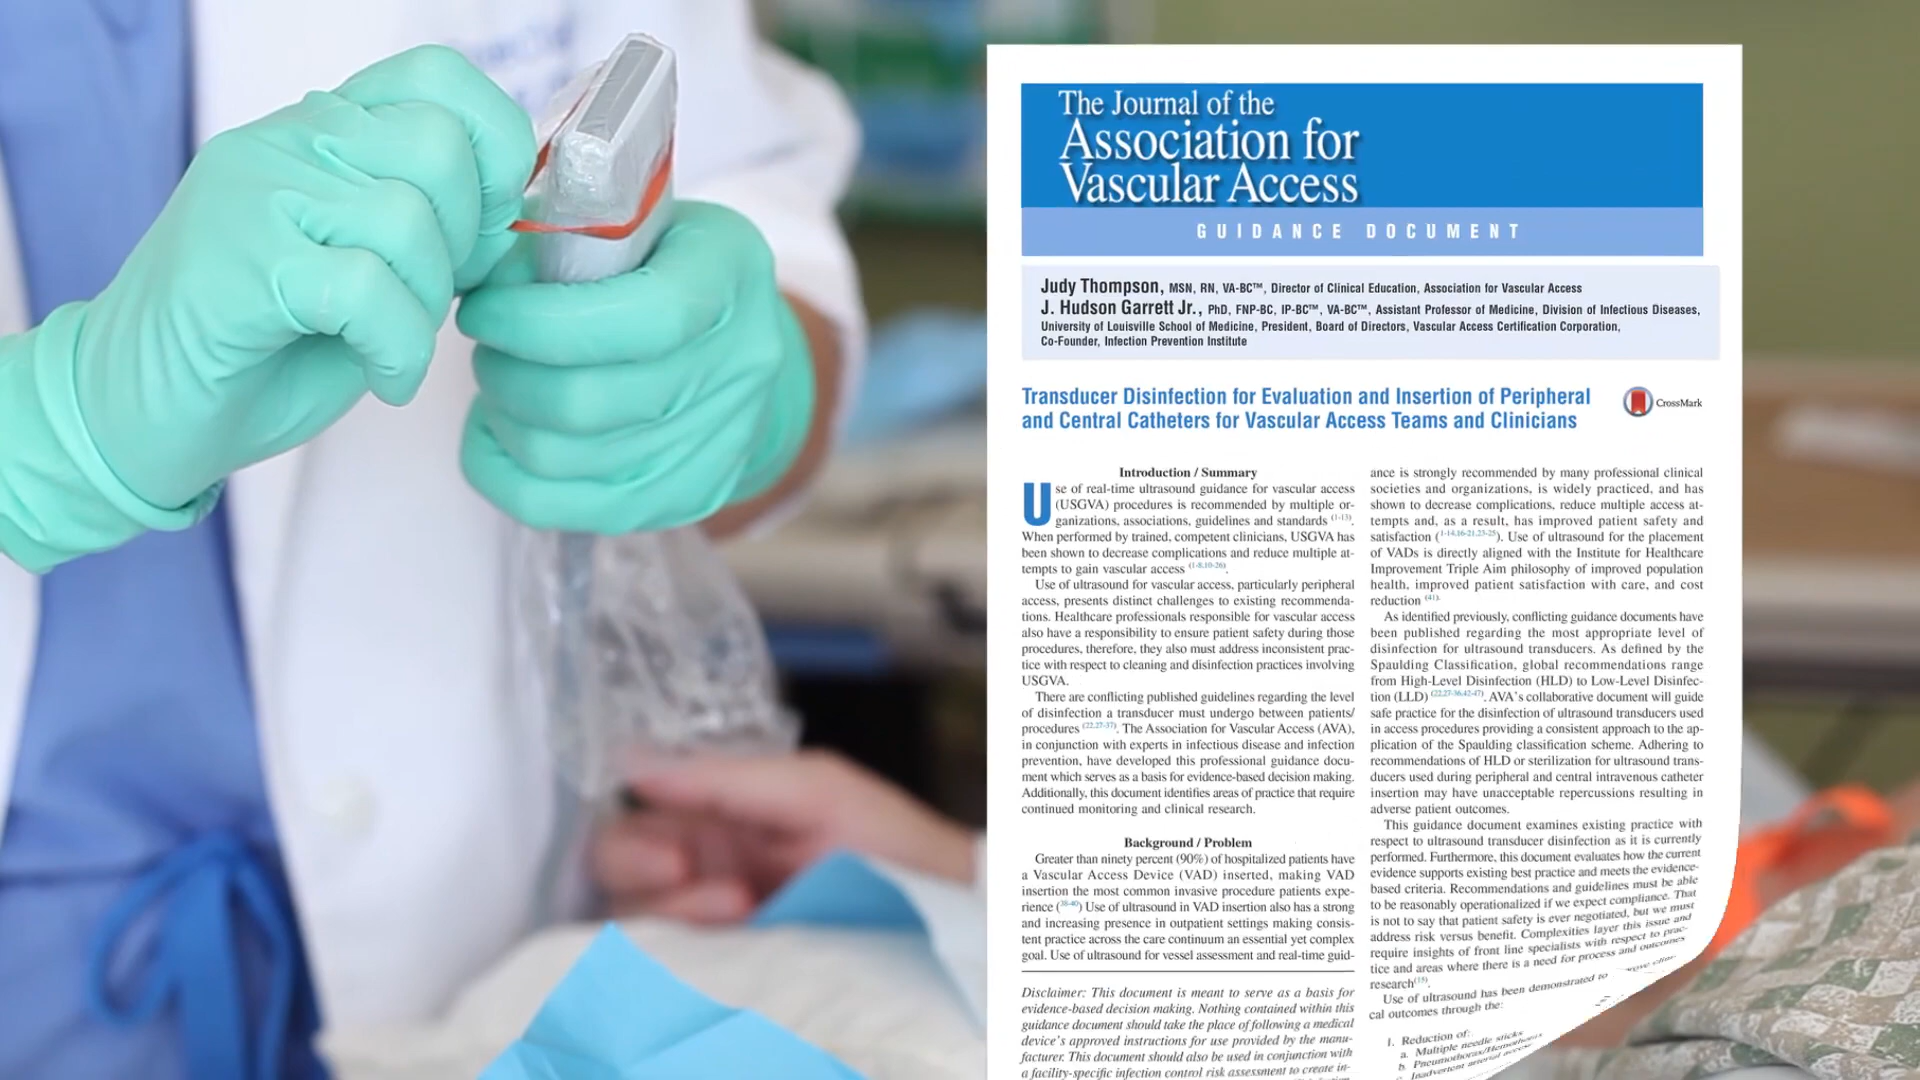 The Journal of the
Association for
Vascular Access
GUIDANCE DOCUMENT
Judy Thompson, MSN, RN, VA-BC™, Director of Clinical Education, Association for Vascular Access
J. Hudson Garrett Jr., PhD, FNP-BC, IP-BC™, VA-BC™, Assistant Professor of Medicine, Division of Infectious Diseases,
University of Louisville School of Medicine, President, Board of Directors, Vascular Access Certification Corporation,
Co-Founder, Infection Prevention Institute
Transducer Disinfection for Evaluation and Insertion of Peripheral
and Central Catheters for Vascular Access Teams and Clinicians
CrossMark
Introduction / Summary
Use of real-time ultrasound guidance for vascular access
(USGVA) procedures is recommended by multiple or-
ganizations, associations, guidelines and standards (1-13).
When performed by trained, competent clinicians, USGVA has
been shown to decrease complications and reduce multiple at-
tempts to gain vascular access (1-8,10-26).
Use of ultrasound for vascular access, particularly peripheral
access, presents distinct challenges to existing recommenda-
tions. Healthcare professionals responsible for vascular access
also have a responsibility to ensure patient safety during those
procedures, therefore, they also must address inconsistent prac-
tice with respect to cleaning and disinfection practices involving
USGVA.
There are conflicting published guidelines regarding the level
of disinfection a transducer must undergo between patients/
procedures (22,27-37). The Association for Vascular Access (AVA),
in conjunction with experts in infectious disease and infection
prevention, have developed this professional guidance docu-
ment which serves as a basis for evidence-based decision making.
Additionally, this document identifies areas of practice that require
continued monitoring and clinical research.
Background / Problem
Greater than ninety percent (90%) of hospitalized patients have
a Vascular Access Device (VAD) inserted, making VAD
insertion the most common invasive procedure patients expe-
rience (38-40) Use of ultrasound in VAD insertion also has a strong
and increasing presence in outpatient settings making consis-
tent practice across the care continuum an essential yet complex
goal. Use of ultrasound for vessel assessment and real-time guid-
Disclaimer: This document is meant to serve as a basis for
evidence-based decision making. Nothing contained within this
guidance document should take the place of following a medical
device's approved instructions for use provided by the manu-
facturer. This document should also be used in conjunction with
a facility-specific infection control risk assessment to create in-
ance is strongly recommended by many professional clinical
societies and organizations, is widely practiced, and has
shown to decrease complications, reduce multiple access at-
tempts and, as a result, has improved patient safety and
satisfaction (1-14,16-21,23-25). Use of ultrasound for the placement
of VADs is directly aligned with the Institute for Healthcare
Improvement Triple Aim philosophy of improved population
health, improved patient satisfaction with care, and cost
reduction (41).
As identified previously, conflicting guidance documents have
been published regarding the most appropriate level of
disinfection for ultrasound transducers. As defined by the
Spaulding Classification, global recommendations range
from High-Level Disinfection (HLD) to Low-Level Disinfec-
tion (LLD) (22,27-36,42-47). AVA's collaborative document will guide
safe practice for the disinfection of ultrasound transducers used
in access procedures providing a consistent approach to the ap-
plication of the Spaulding classification scheme. Adhering to
recommendations of HLD or sterilization for ultrasound trans-
ducers used during peripheral and central intravenous catheter
insertion may have unacceptable repercussions resulting in
adverse patient outcomes.
This guidance document examines existing practice with
respect to ultrasound transducer disinfection as it is currently
performed. Furthermore, this document evaluates how the current
evidence supports existing best practice and meets the evidence-
based criteria. Recommendations and guidelines must be able
to be reasonably operationalized if we expect compliance. That
is not to say that patient safety is ever negotiated, but we must
address risk versus benefit. Complexities layer this issue and
require insights of front line specialists with respect to prac-
tice and areas where there is a need for process and outcomes
research(15).
Use of ultrasound has been demonstrated to
cal outcomes through the:
1. Reduction of:
a. Multiple needle sticks
b. Pneumothorax/Hemothorax
Inadvertent arterial access